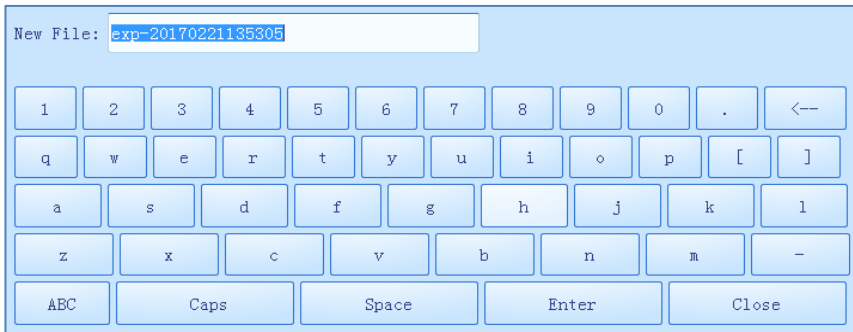 New File: exp-20170221135305
1 2 3 4 5 6 7 8 9 0 . <--
q w e r t y u i o p [ ]
a s d f g h j k l
z x c v b n m -
ABC Caps Space Enter Close